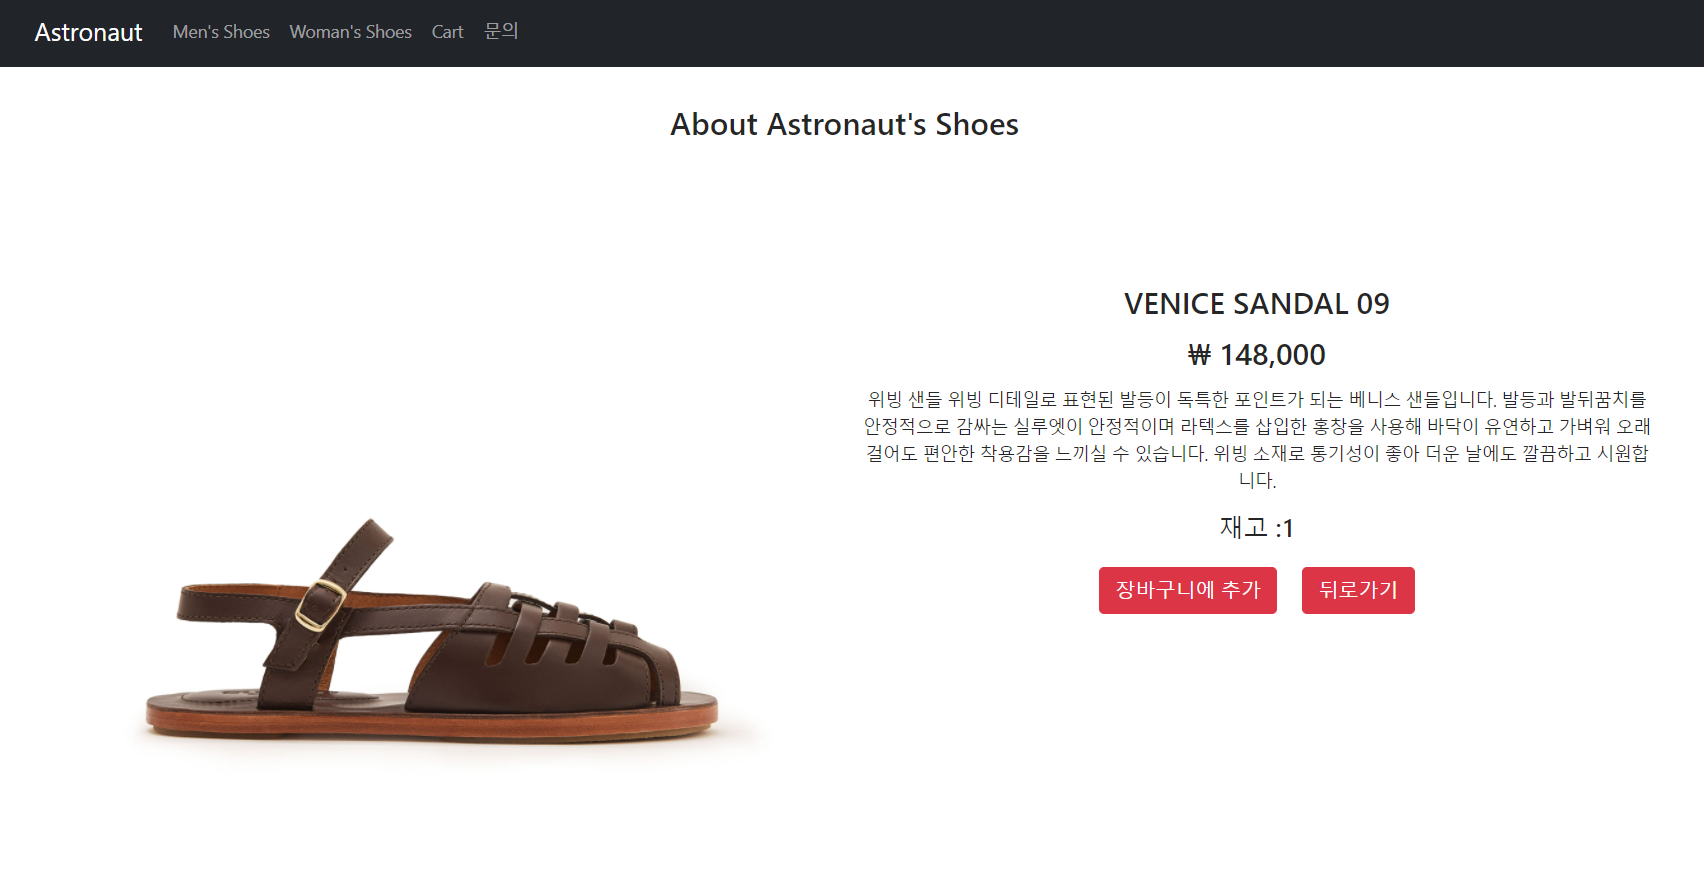 Astronaut Men's Shoes Woman's Shoes Cart 문의
About Astronaut's Shoes
VENICE SANDAL 09
₩ 148,000
위빙 샌들 위빙 디테일로 표현된 발등이 독특한 포인트가 되는 베니스 샌들입니다. 발등과 발뒤꿈치를
안정적으로 감싸는 실루엣이 안정적이며 라텍스를 삽입한 홍창을 사용해 바닥이 유연하고 가벼워 오래
걸어도 편안한 착용감을 느끼실 수 있습니다. 위빙 소재로 통기성이 좋아 더운 날에도 깔끔하고 시원합
니다.
재고 :1
장바구니에 추가 뒤로가기